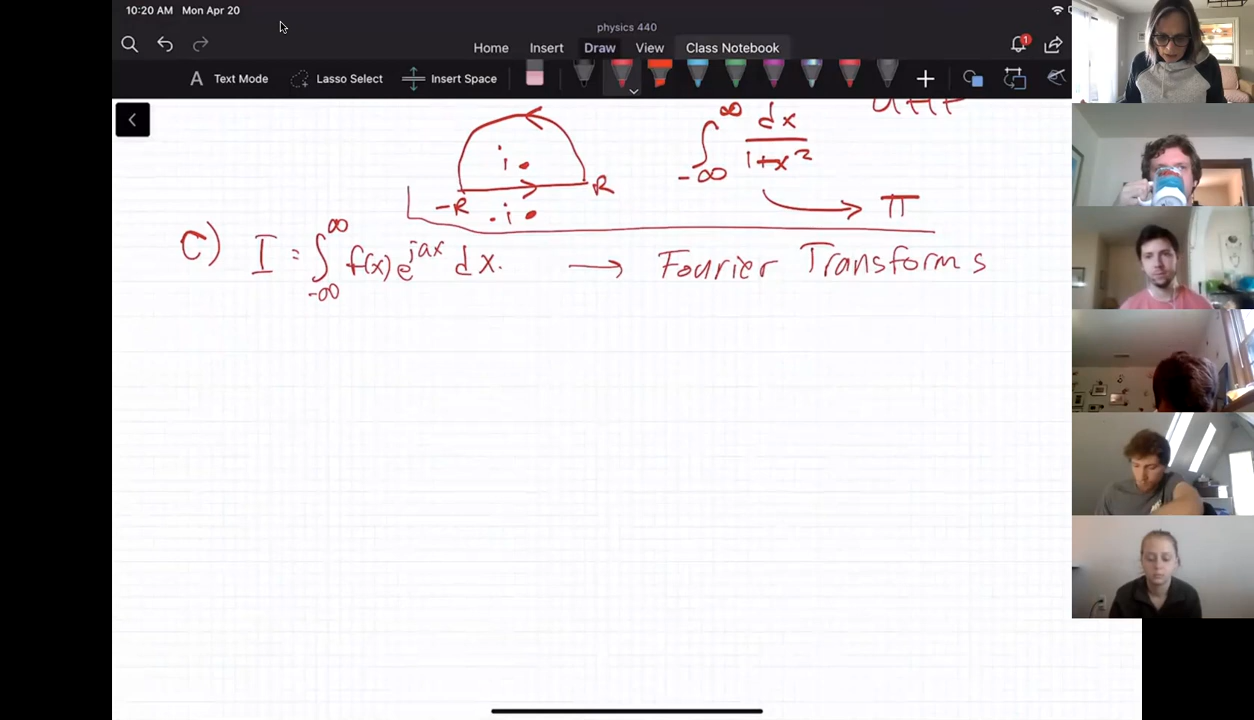 10:20 AM Mon Apr 20
physics 440
Home Insert Draw View Class Notebook
1
A Text Mode Lasso Select Insert Space
i
-R R
-i
∫_{-∞}^{∞} dx/(1+x²)
→ π
C) I = ∫_{-∞}^{∞} f(x) e^{iax} dx. → Fourier Transforms